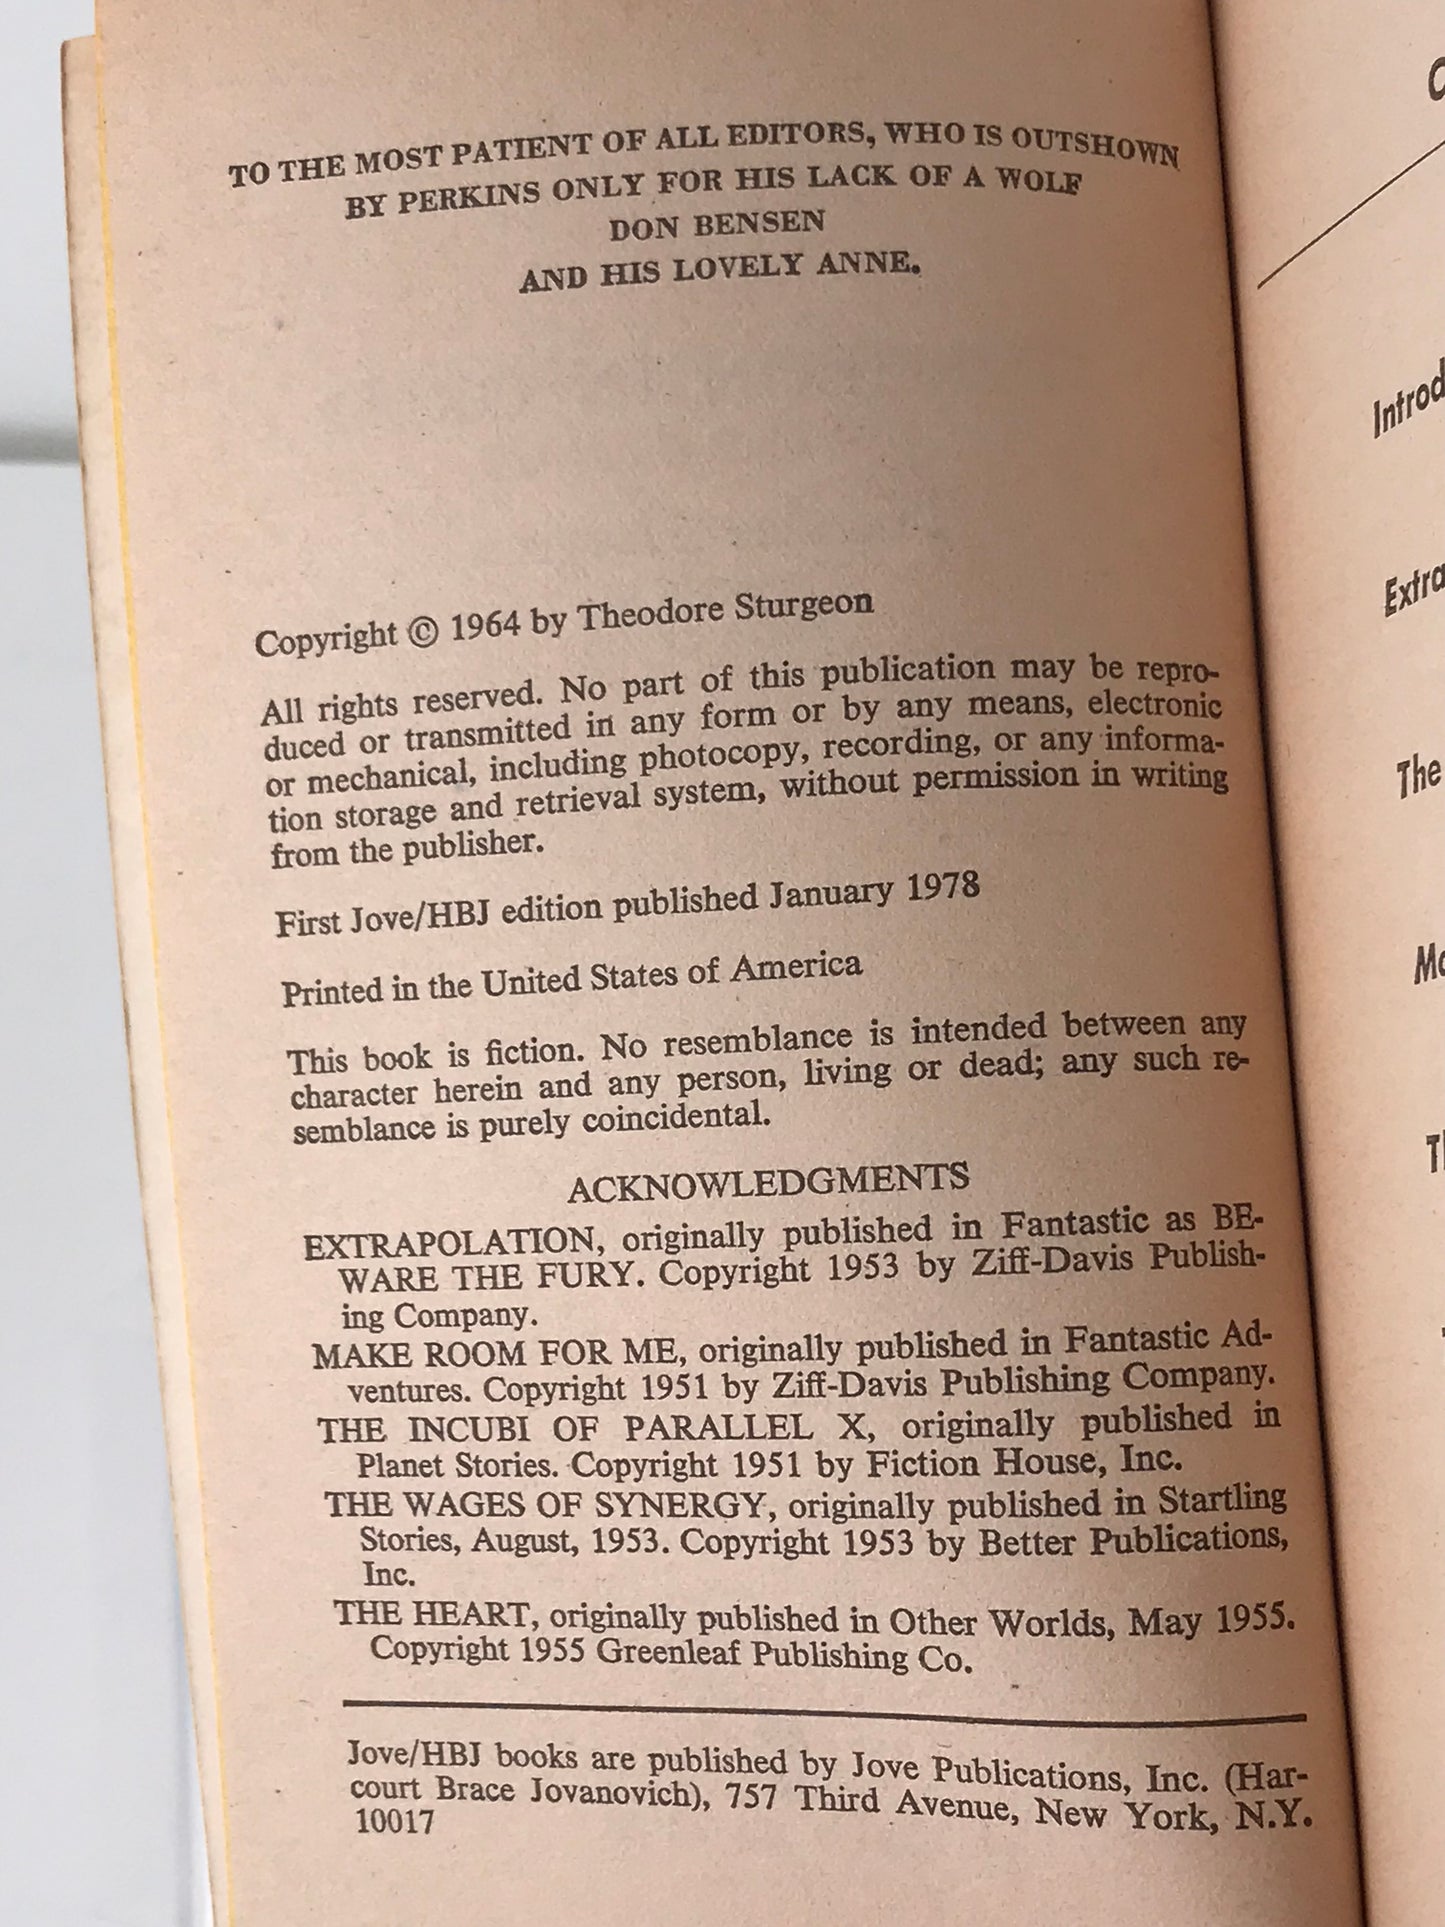 TO THE MOST PATIENT OF ALL EDITORS, WHO IS OUTSHOWN
BY PERKINS ONLY FOR HIS LACK OF A WOLF
DON BENSEN
AND HIS LOVELY ANNE.
Copyright © 1964 by Theodore Sturgeon
All rights reserved. No part of this publication may be repro-
duced or transmitted in any form or by any means, electronic
or mechanical, including photocopy, recording, or any informa-
tion storage and retrieval system, without permission in writing
from the publisher.
First Jove/HBJ edition published January 1978
Printed in the United States of America
This book is fiction. No resemblance is intended between any
character herein and any person, living or dead; any such re-
semblance is purely coincidental.
ACKNOWLEDGMENTS
EXTRAPOLATION, originally published in Fantastic as BE-
WARE THE FURY. Copyright 1953 by Ziff-Davis Publish-
ing Company.
MAKE ROOM FOR ME, originally published in Fantastic Ad-
ventures. Copyright 1951 by Ziff-Davis Publishing Company.
THE INCUBI OF PARALLEL X, originally published in
Planet Stories. Copyright 1951 by Fiction House, Inc.
THE WAGES OF SYNERGY, originally published in Startling
Stories, August, 1953. Copyright 1953 by Better Publications,
Inc.
THE HEART, originally published in Other Worlds, May 1955.
Copyright 1955 Greenleaf Publishing Co.
Jove/HBJ books are published by Jove Publications, Inc. (Har-
court Brace Jovanovich), 757 Third Avenue, New York, N.Y.
10017
Introd
Extra
The